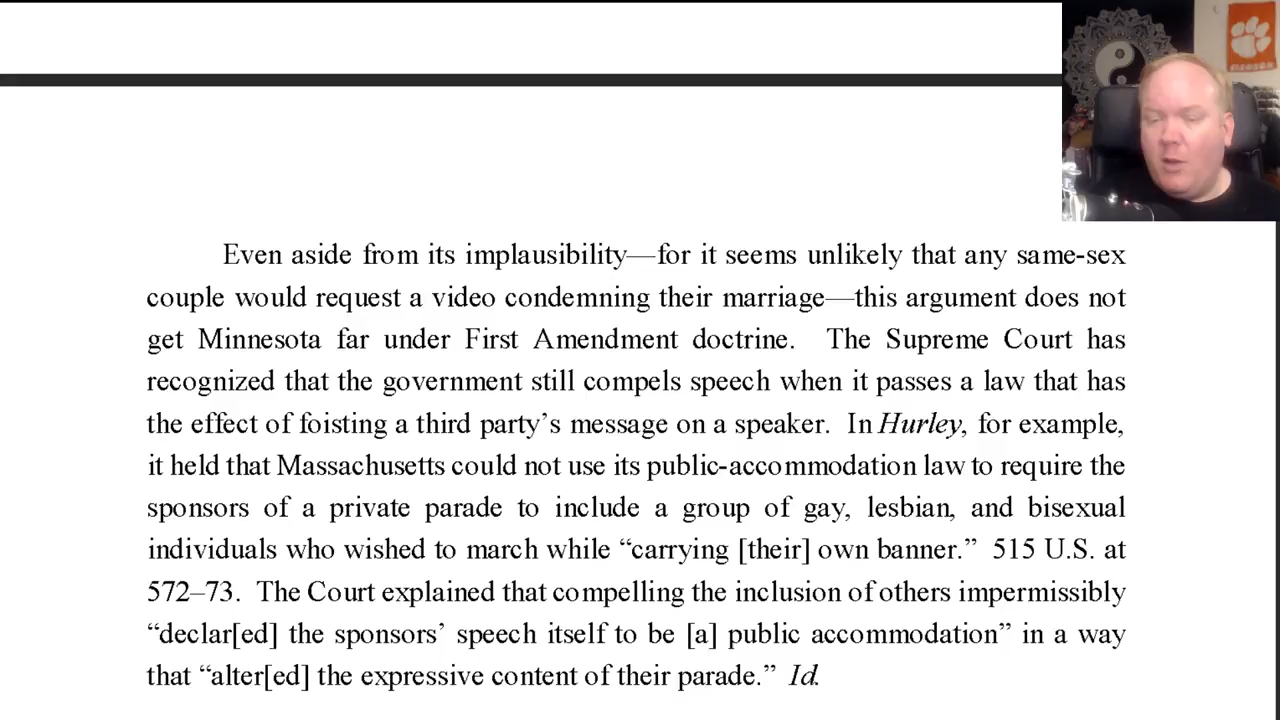 CLEMSON
Even aside from its implausibility—for it seems unlikely that any same-sex
couple would request a video condemning their marriage—this argument does not
get Minnesota far under First Amendment doctrine. The Supreme Court has
recognized that the government still compels speech when it passes a law that has
the effect of foisting a third party’s message on a speaker. In Hurley, for example,
it held that Massachusetts could not use its public-accommodation law to require the
sponsors of a private parade to include a group of gay, lesbian, and bisexual
individuals who wished to march while “carrying [their] own banner.” 515 U.S. at
572–73. The Court explained that compelling the inclusion of others impermissibly
“declar[ed] the sponsors’ speech itself to be [a] public accommodation” in a way
that “alter[ed] the expressive content of their parade.” Id.